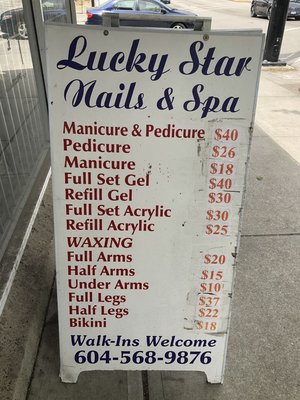 Lucky Star
Nails & Spa
Manicure & Pedicure $40
Pedicure $26
Manicure $18
Full Set Gel $40
Refill Gel $30
Full Set Acrylic $30
Refill Acrylic $25
WAXING
Full Arms $20
Half Arms $15
Under Arms $10
Full Legs $37
Half Legs $22
Bikini $18
Walk-Ins Welcome
604-568-9876